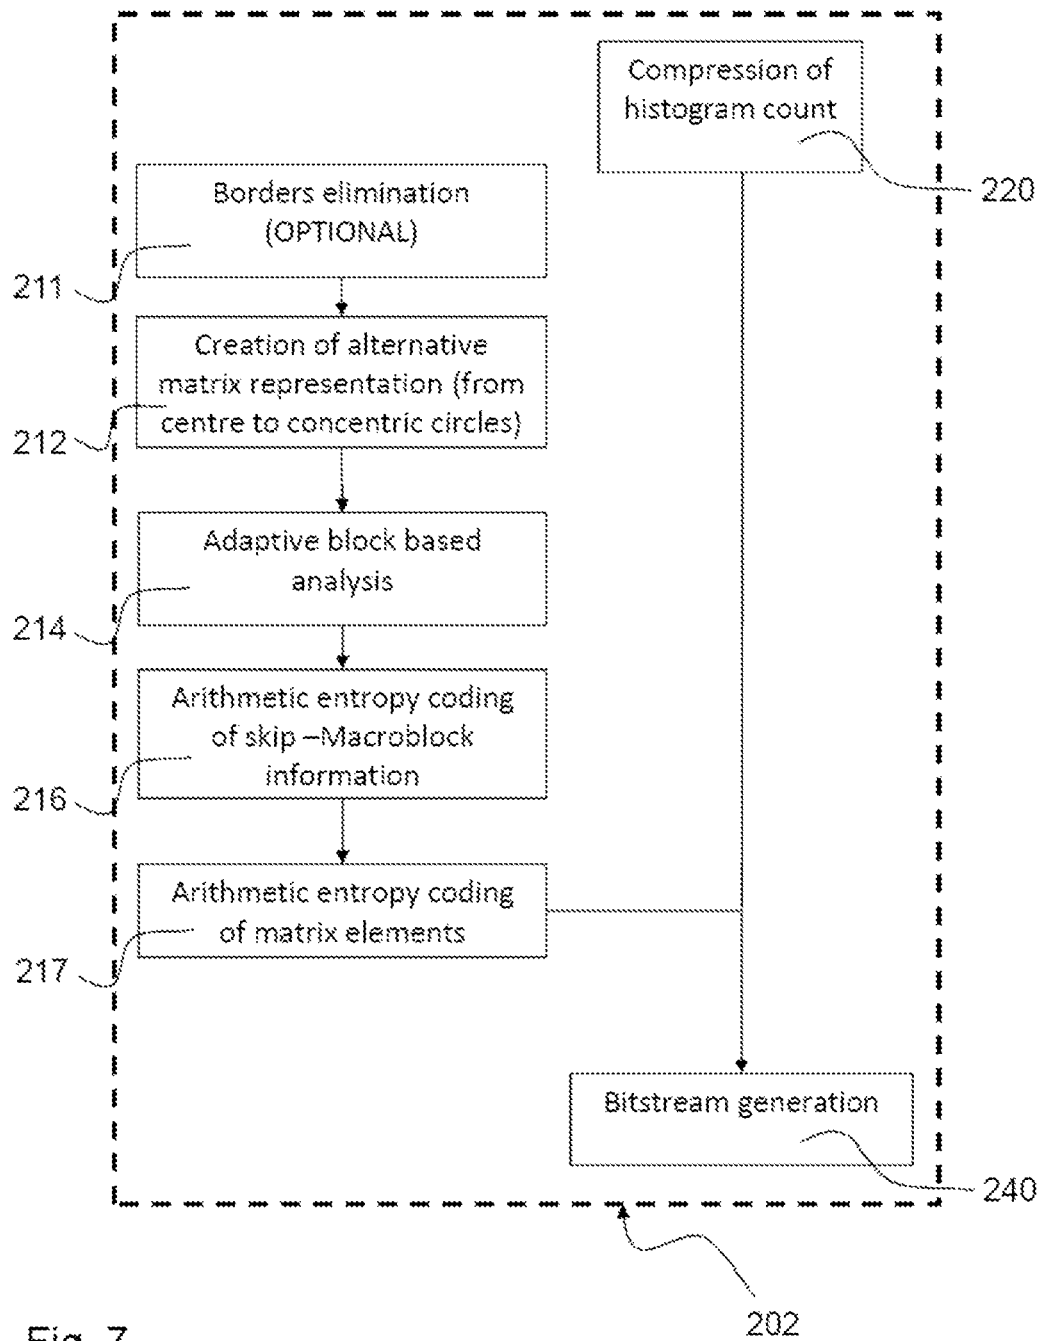 Compression of
histogram count
220
Borders elimination
(OPTIONAL)
211
Creation of alternative
matrix representation (from
centre to concentric circles)
212
Adaptive block based
analysis
214
Arithmetic entropy coding
of skip –Macroblock
information
216
Arithmetic entropy coding
of matrix elements
217
Bitstream generation
240
202
Fig. 7